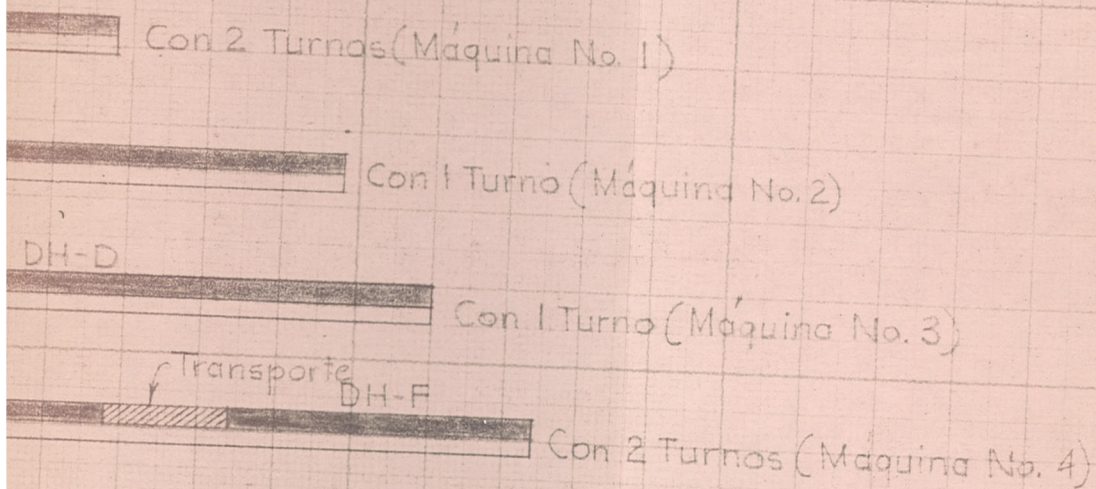 Con 2 Turnos (Máquina No. 1)
Con 1 Turno (Máquina No. 2)
DH-D
Con 1 Turno (Máquina No. 3)
Transporte
DH-F
Con 2 Turnos (Máquina No. 4)